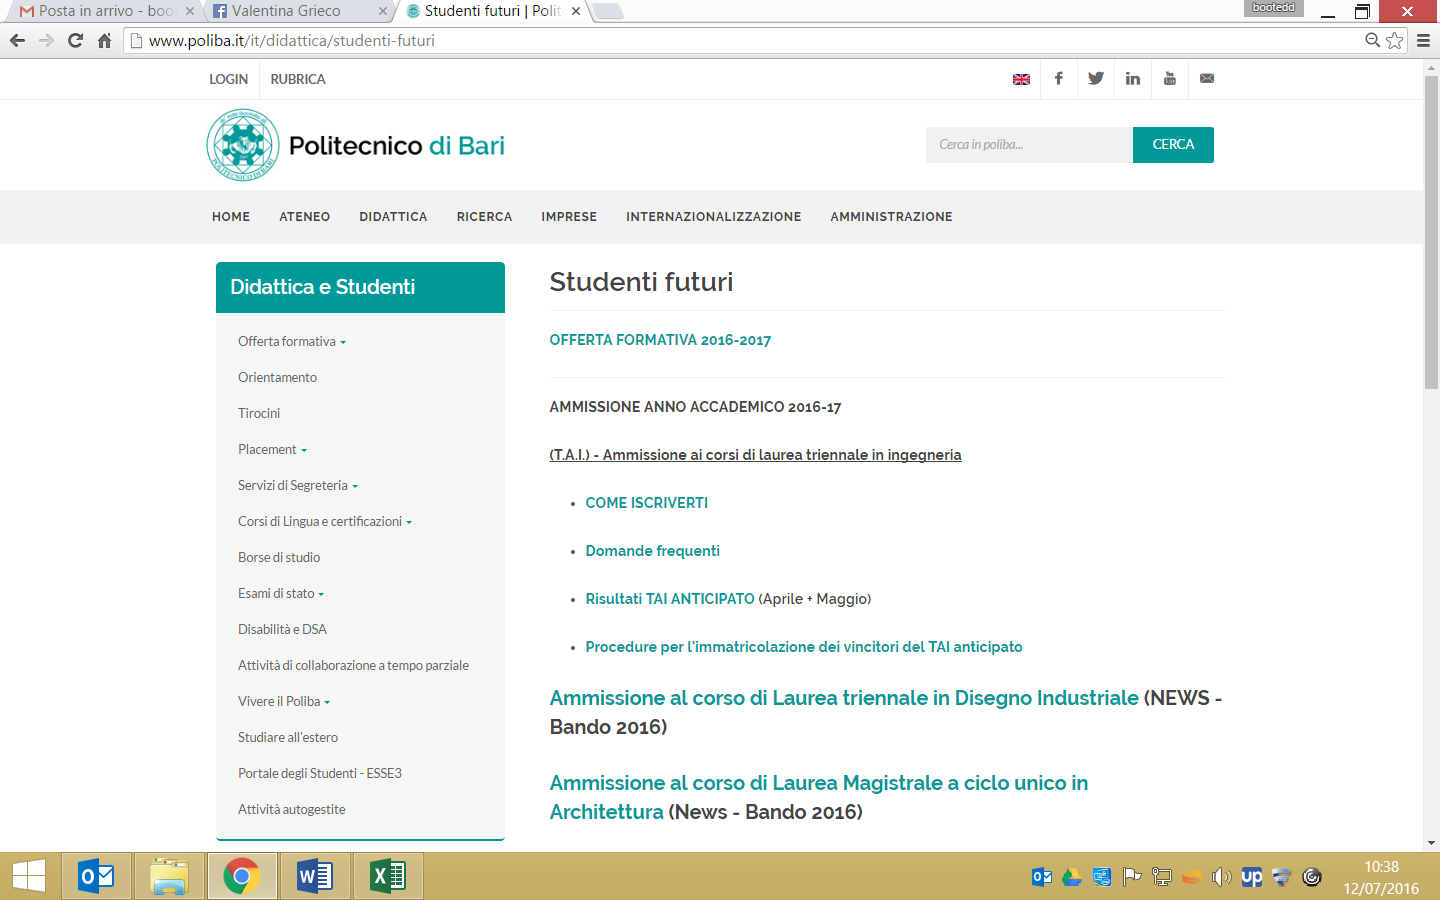 Posta in arrivo - boo
Valentina Grieco
Studenti futuri | Polit
bootedd
www.poliba.it/it/didattica/studenti-futuri
LOGIN
RUBRICA
Politecnico di Bari
POLITECNICO DI BARI
Cerca in poliba...
CERCA
HOME
ATENEO
DIDATTICA
RICERCA
IMPRESE
INTERNAZIONALIZZAZIONE
AMMINISTRAZIONE
Didattica e Studenti
Offerta formativa
Orientamento
Tirocini
Placement
Servizi di Segreteria
Corsi di Lingua e certificazioni
Borse di studio
Esami di stato
Disabilità e DSA
Attività di collaborazione a tempo parziale
Vivere il Poliba
Studiare all'estero
Portale degli Studenti - ESSE3
Attività autogestite
Studenti futuri
OFFERTA FORMATIVA 2016-2017
AMMISSIONE ANNO ACCADEMICO 2016-17
(T.A.I.) - Ammissione ai corsi di laurea triennale in ingegneria
COME ISCRIVERTI
Domande frequenti
Risultati TAI ANTICIPATO (Aprile + Maggio)
Procedure per l'immatricolazione dei vincitori del TAI anticipato
Ammissione al corso di Laurea triennale in Disegno Industriale (NEWS -
Bando 2016)
Ammissione al corso di Laurea Magistrale a ciclo unico in
Architettura (News - Bando 2016)
up
10:38
12/07/2016